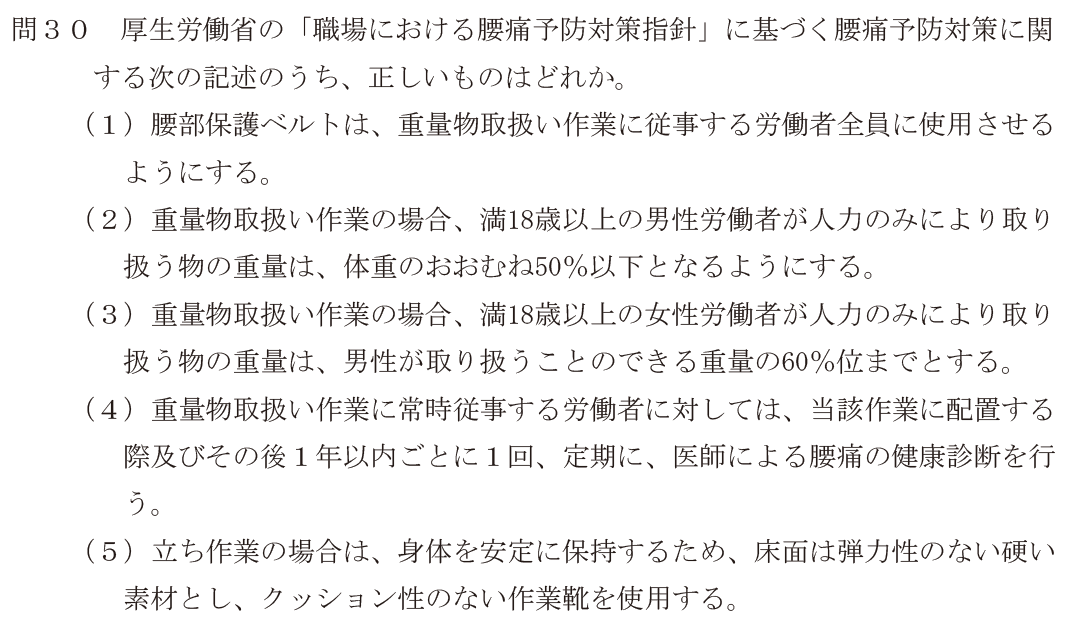 問３０　厚生労働省の「職場における腰痛予防対策指針」に基づく腰痛予防対策に関
する次の記述のうち、正しいものはどれか。
（１）腰部保護ベルトは、重量物取扱い作業に従事する労働者全員に使用させる
ようにする。
（２）重量物取扱い作業の場合、満18歳以上の男性労働者が人力のみにより取り
扱う物の重量は、体重のおおむね50％以下となるようにする。
（３）重量物取扱い作業の場合、満18歳以上の女性労働者が人力のみにより取り
扱う物の重量は、男性が取り扱うことのできる重量の60％位までとする。
（４）重量物取扱い作業に常時従事する労働者に対しては、当該作業に配置する
際及びその後１年以内ごとに１回、定期に、医師による腰痛の健康診断を行
う。
（５）立ち作業の場合は、身体を安定に保持するため、床面は弾力性のない硬い
素材とし、クッション性のない作業靴を使用する。